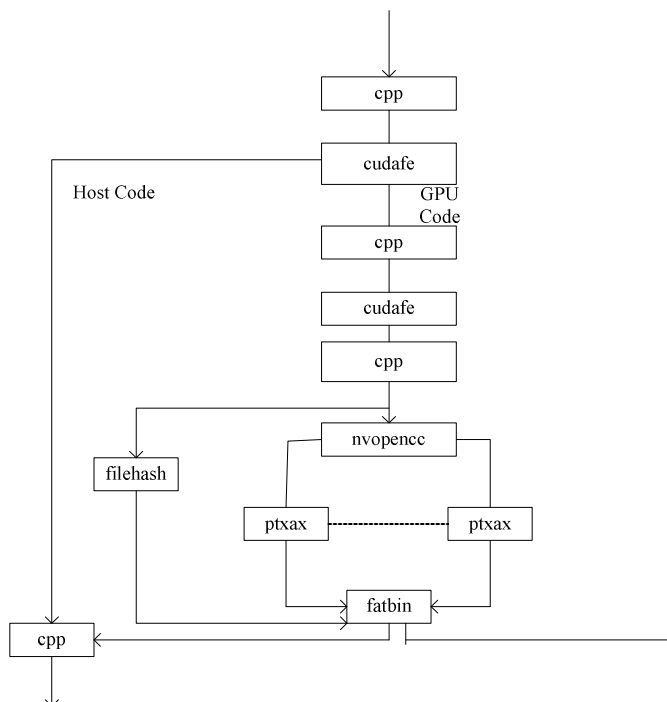 cpp
cudafe
Host Code
GPU
Code
cpp
cudafe
cpp
nvopencc
filehash
ptxax
ptxax
fatbin
cpp